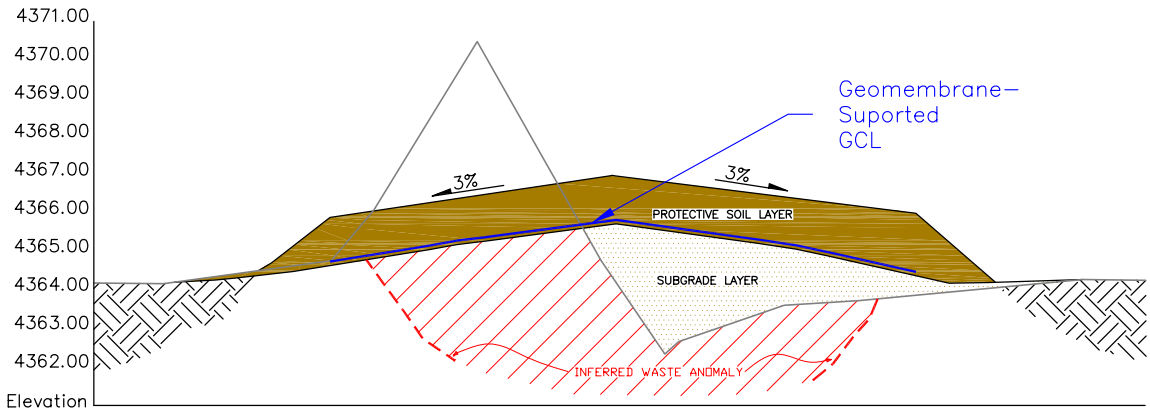 4371.00
4370.00
4369.00
4368.00
4367.00
4366.00
4365.00
4364.00
4363.00
4362.00
Elevation
Geomembrane-
Suported
GCL
3%
3%
PROTECTIVE SOIL LAYER
SUBGRADE LAYER
INFERRED WASTE ANOMALY